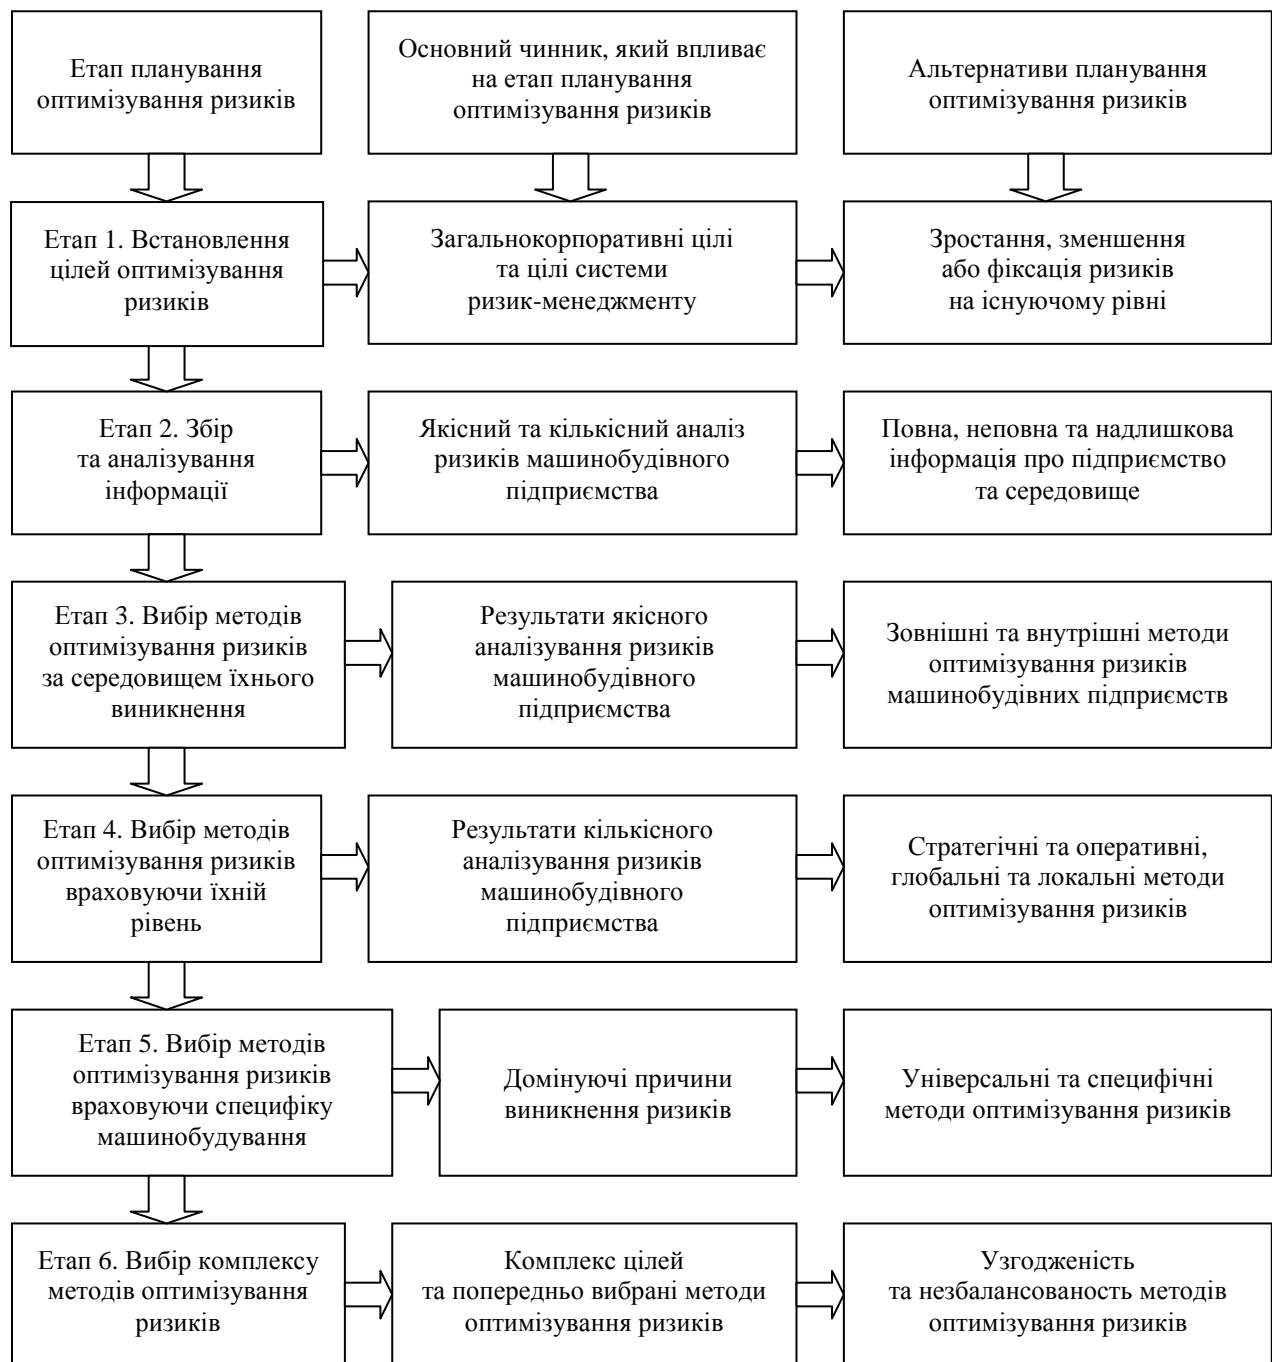 Етап планування
оптимізування ризиків
Основний чинник, який впливає
на етап планування
оптимізування ризиків
Альтернативи планування
оптимізування ризиків
Етап 1. Встановлення
цілей оптимізування
ризиків
Загальнокорпоративні цілі
та цілі системи
ризик-менеджменту
Зростання, зменшення
або фіксація ризиків
на існуючому рівні
Етап 2. Збір
та аналізування
інформації
Якісний та кількісний аналіз
ризиків машинобудівного
підприємства
Повна, неповна та надлишкова
інформація про підприємство
та середовище
Етап 3. Вибір методів
оптимізування ризиків
за середовищем їхнього
виникнення
Результати якісного
аналізування ризиків
машинобудівного
підприємства
Зовнішні та внутрішні методи
оптимізування ризиків
машинобудівних підприємств
Етап 4. Вибір методів
оптимізування ризиків
враховуючи їхній
рівень
Результати кількісного
аналізування ризиків
машинобудівного
підприємства
Стратегічні та оперативні,
глобальні та локальні методи
оптимізування ризиків
Етап 5. Вибір методів
оптимізування ризиків
враховуючи специфіку
машинобудування
Домінуючі причини
виникнення ризиків
Універсальні та специфічні
методи оптимізування ризиків
Етап 6. Вибір комплексу
методів оптимізування
ризиків
Комплекс цілей
та попередньо вибрані методи
оптимізування ризиків
Узгодженість
та незбалансованость методів
оптимізування ризиків